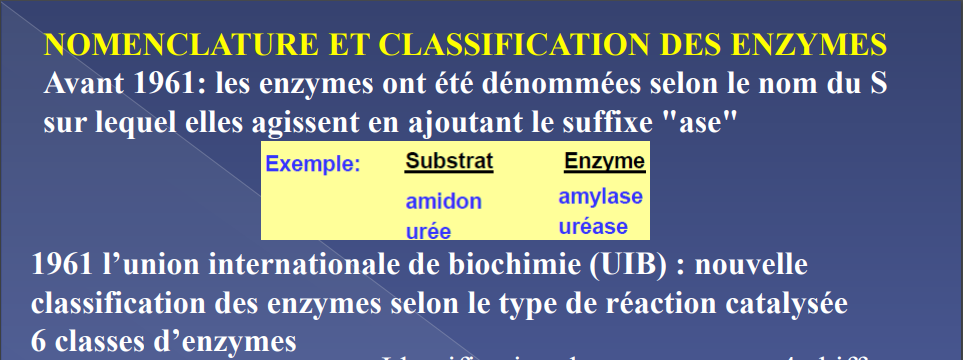 NOMENCLATURE ET CLASSIFICATION DES ENZYMES
Avant 1961: les enzymes ont été dénommées selon le nom du S
sur lequel elles agissent en ajoutant le suffixe "ase"
Exemple: Substrat Enzyme
amidon amylase
urée uréase
1961 l’union internationale de biochimie (UIB) : nouvelle
classification des enzymes selon le type de réaction catalysée
6 classes d’enzymes